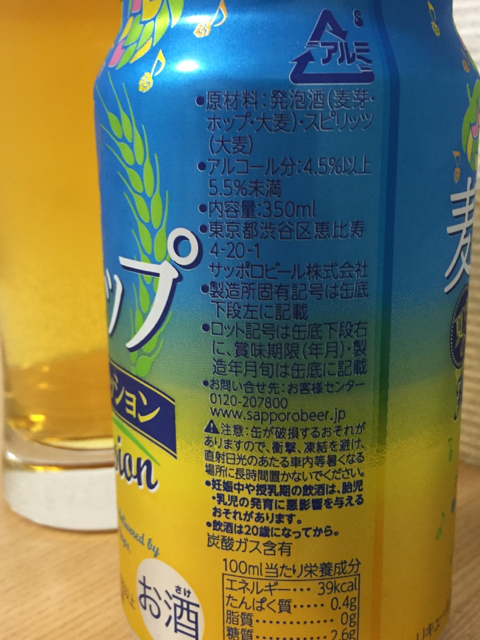 アルミ
•原材料：発泡酒(麦芽・
ホップ・大麦)・スピリッツ
(大麦)
•アルコール分：4.5%以上
5.5%未満
•内容量：350ml
•東京都渋谷区恵比寿
4-20-1
サッポロビール株式会社
•製造所固有記号は缶底
下段左に記載
•ロット記号は缶底下段右
に、賞味期限(年月)・製
造年月旬は缶底に記載
•お問い合せ先：お客様センター
0120-207800
www.sapporobeer.jp
⚠注意：缶が破損するおそれが
ありますので、衝撃、凍結を避け、
直射日光のあたる車内等暑くなる
場所に長時間置かないでください。
•妊娠中や授乳期の飲酒は、胎児
・乳児の発育に悪影響を与える
おそれがあります。
•飲酒は20歳になってから。
炭酸ガス含有
100ml当たり栄養成分
エネルギー……39kcal
たんぱく質……0.4g
脂質……………0g
糖質……………2.6g
ップ
ーション
sion
by
さけ
お酒
麦